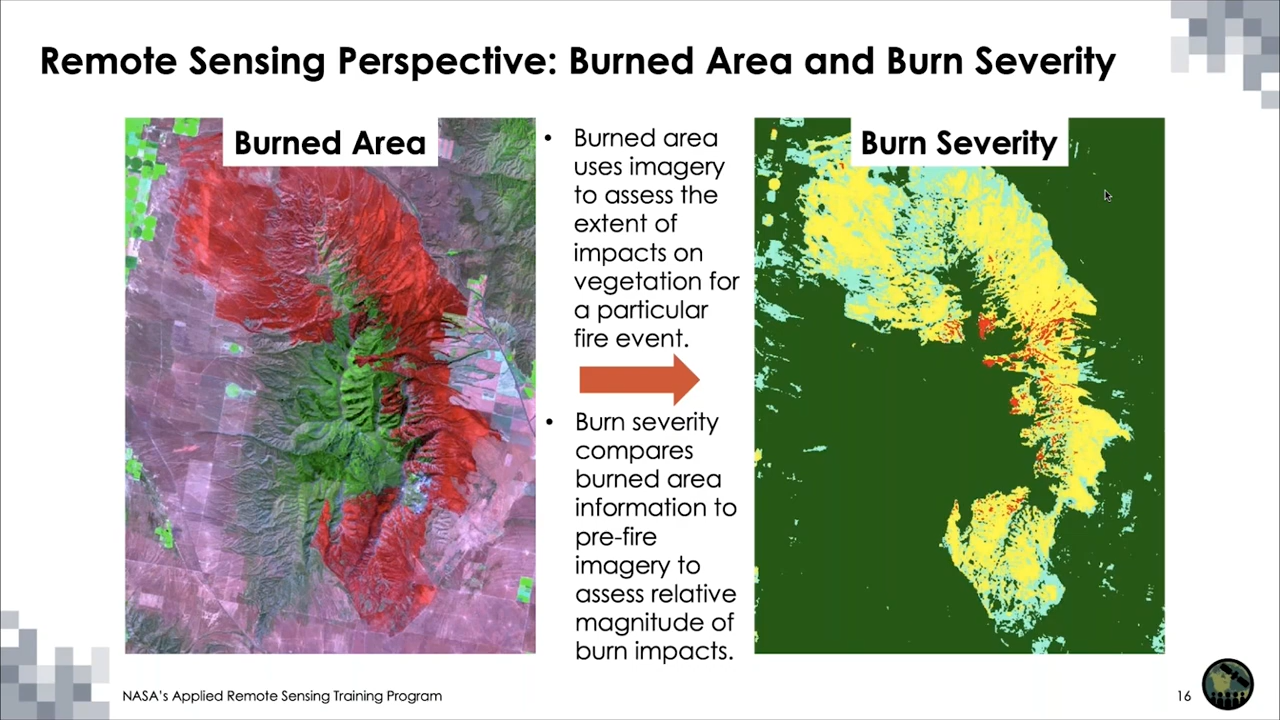 Remote Sensing Perspective: Burned Area and Burn Severity
Burned Area
• Burned area
uses imagery
to assess the
extent of
impacts on
vegetation for
a particular
fire event.
• Burn severity
compares
burned area
information to
pre-fire
imagery to
assess relative
magnitude of
burn impacts.
Burn Severity
NASA's Applied Remote Sensing Training Program
16